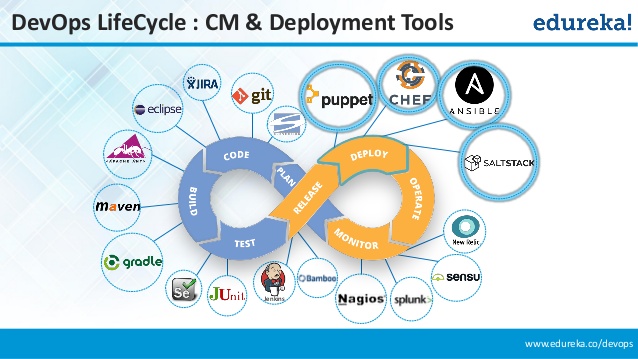 DevOps LifeCycle : CM & Deployment Tools
edureka!
JIRA
git
puppet
CHEF
ANSIBLE
eclipse
SALTSTACK
APACHE ANT
CODE
PLAN
DEPLOY
BUILD
RELEASE
OPERATE
maven
TEST
MONITOR
New Relic
gradle
sensu
Se
JUnit
Jenkins
Bamboo
Nagios
splunk>
www.edureka.co/devops